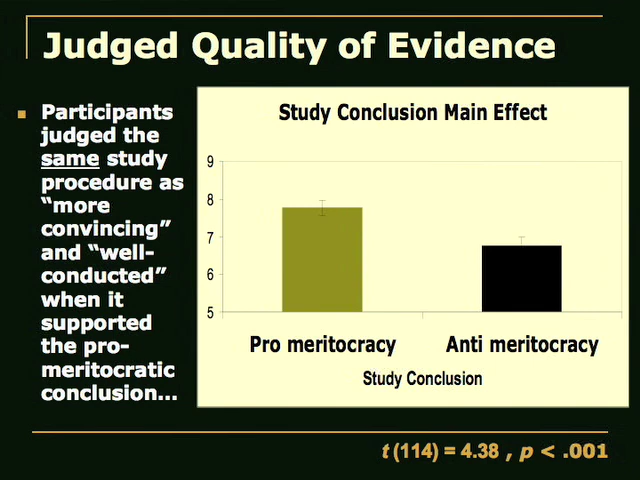 Judged Quality of Evidence
Participants
judged the
same study
procedure as
“more
convincing”
and “well-
conducted”
when it
supported
the pro-
meritocratic
conclusion...
Study Conclusion Main Effect
9
8
7
6
5
Pro meritocracy
Anti meritocracy
Study Conclusion
t (114) = 4.38 , p < .001